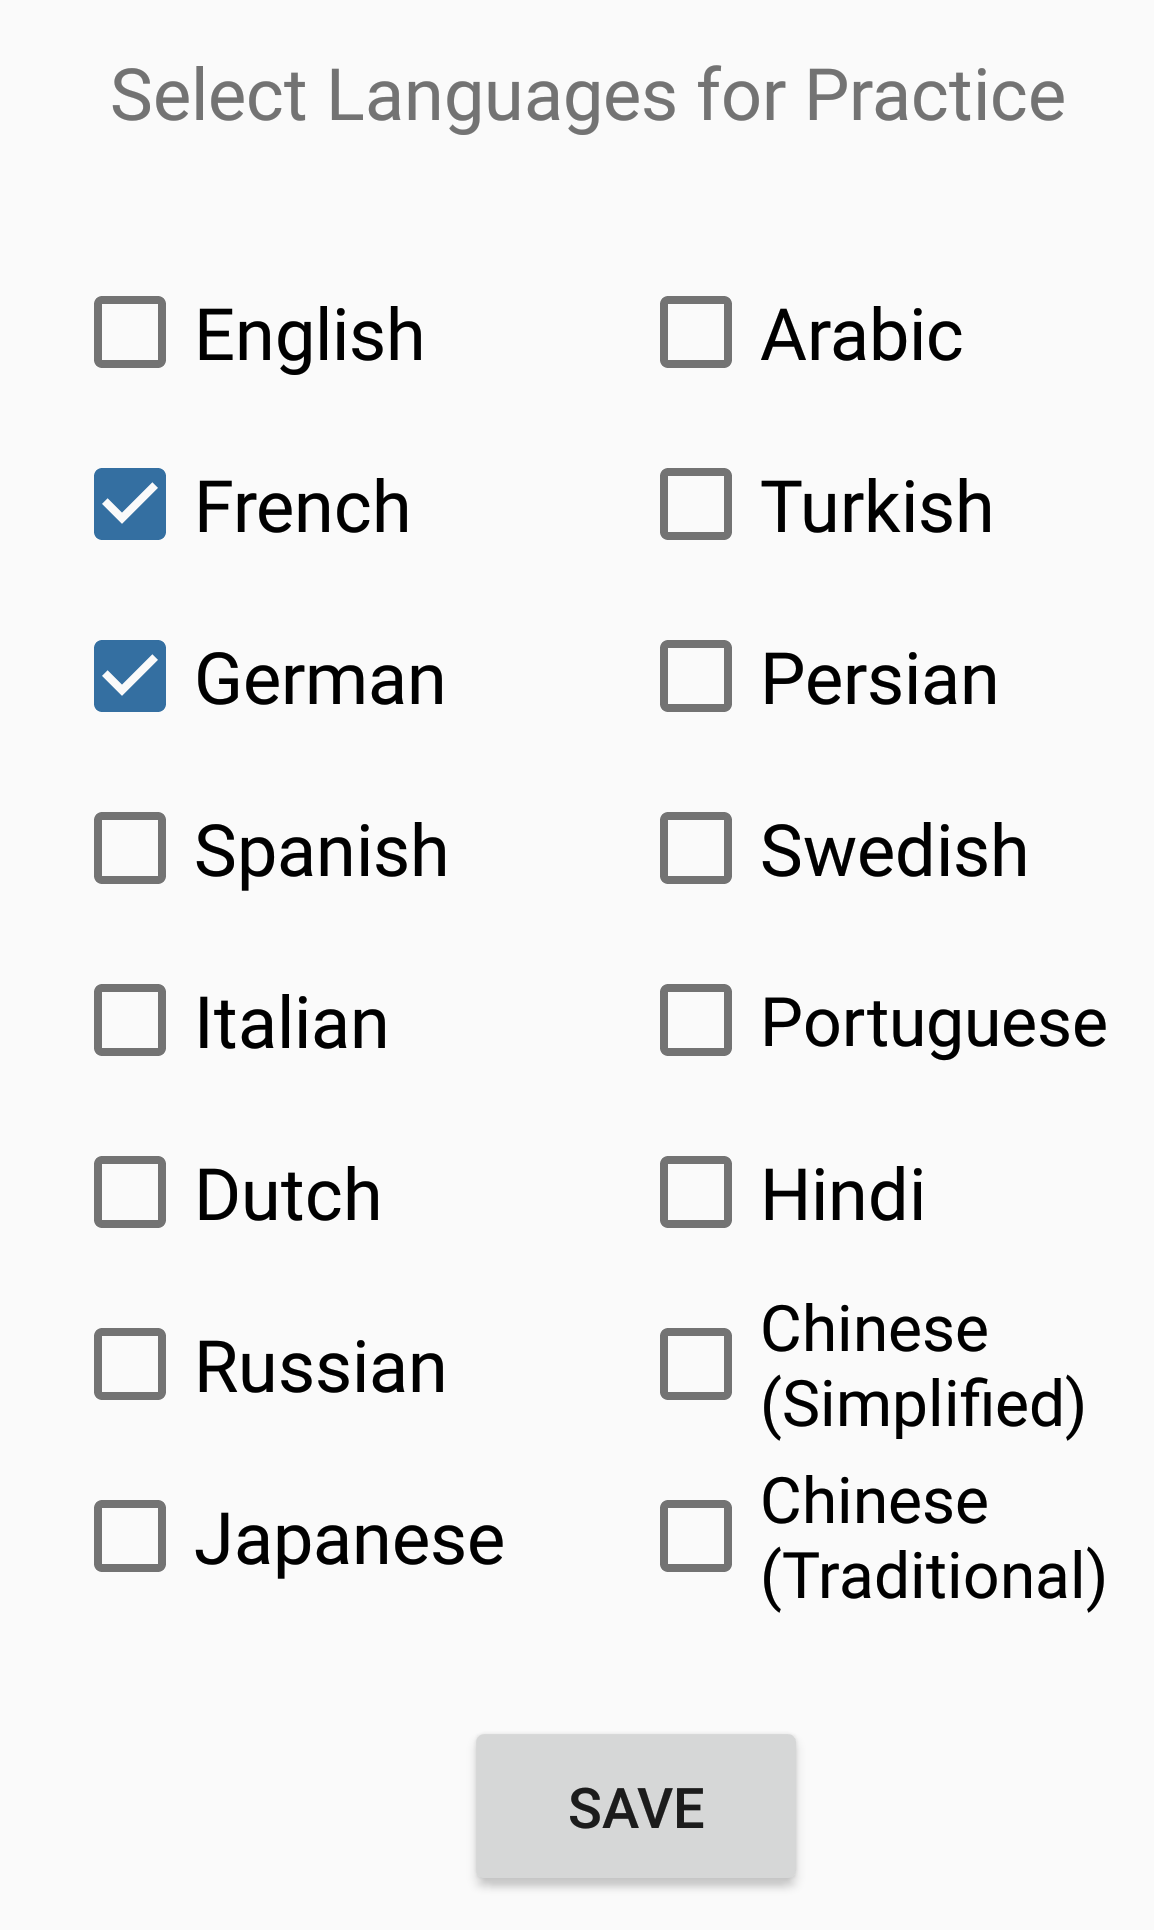 Select Languages for Practice
English
Arabic
French
Turkish
German
Persian
Spanish
Swedish
Italian
Portuguese
Dutch
Hindi
Russian
Chinese
(Simplified)
Japanese
Chinese
(Traditional)
SAVE